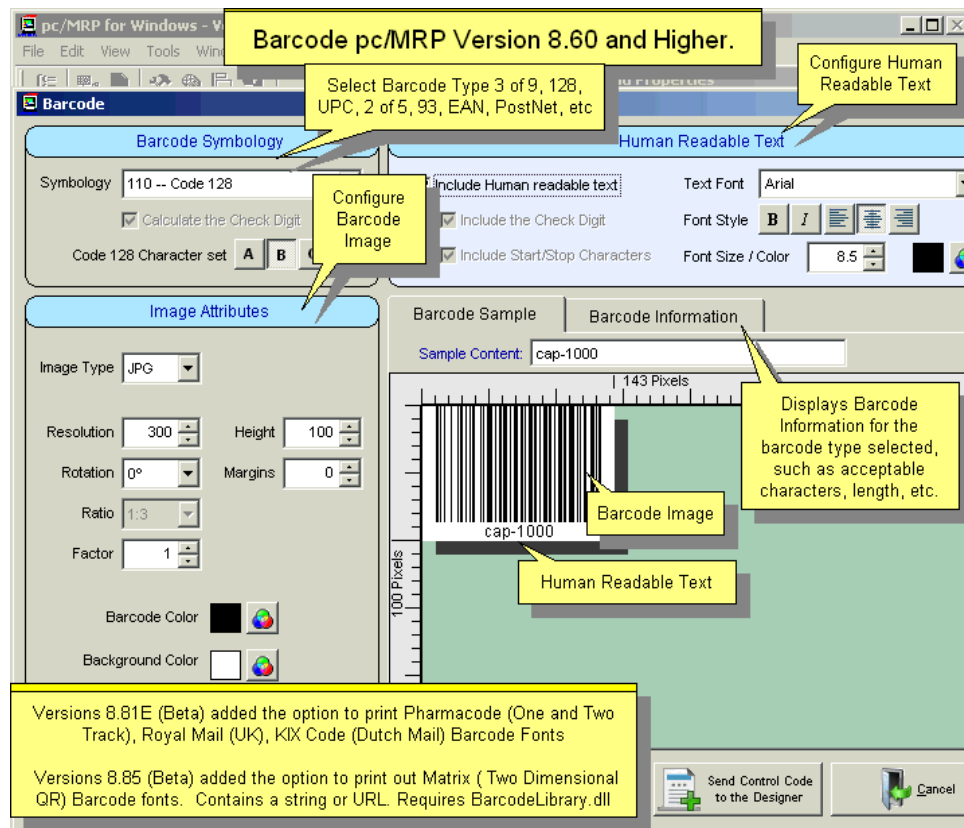 pc/MRP for Windows - Ve
Barcode pc/MRP Version 8.60 and Higher.
File Edit View Tools Wind
Configure Human
Readable Text
Select Barcode Type 3 of 9, 128,
UPC, 2 of 5, 93, EAN, PostNet, etc
nd Properties
Barcode
Barcode Symbology
Human Readable Text
Symbology 110 -- Code 128
Calculate the Check Digit
Code 128 Character set A B
Configure
Barcode
Image
Include Human readable text
Include the Check Digit
Include Start/Stop Characters
Text Font Arial
Font Style B I
Font Size / Color 8.5
Image Attributes
Image Type JPG
Resolution 300 Height 100
Rotation 0° Margins 0
Ratio 1:3
Factor 1
Barcode Color
Background Color
Barcode Sample Barcode Information
Sample Content: cap-1000
143 Pixels
100 Pixels
cap-1000
Displays Barcode
Information for the
barcode type selected,
such as acceptable
characters, length, etc.
Barcode Image
Human Readable Text
Versions 8.81E (Beta) added the option to print Pharmacode (One and Two
Track), Royal Mail (UK), KIX Code (Dutch Mail) Barcode Fonts
Versions 8.85 (Beta) added the option to print out Matrix ( Two Dimensional
QR) Barcode fonts. Contains a string or URL. Requires BarcodeLibrary.dll
Send Control Code
to the Designer
Cancel